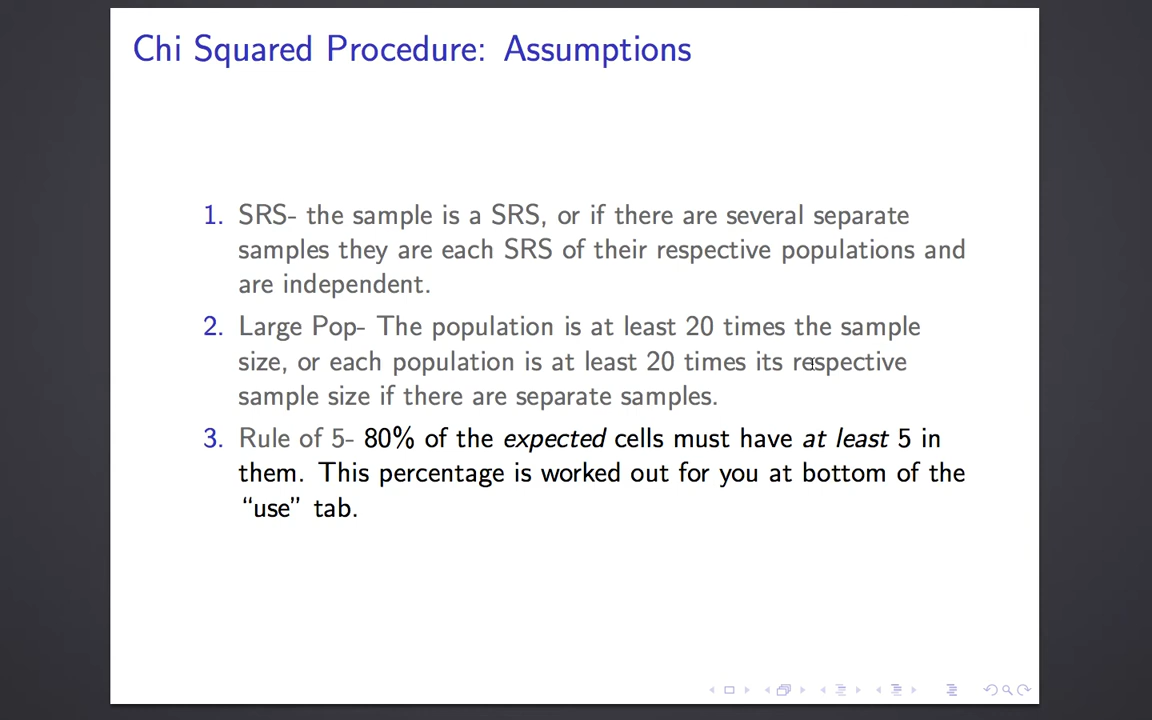 Chi Squared Procedure: Assumptions
1. SRS- the sample is a SRS, or if there are several separate
samples they are each SRS of their respective populations and
are independent.
2. Large Pop- The population is at least 20 times the sample
size, or each population is at least 20 times its respective
sample size if there are separate samples.
3. Rule of 5- 80% of the expected cells must have at least 5 in
them. This percentage is worked out for you at bottom of the
“use” tab.